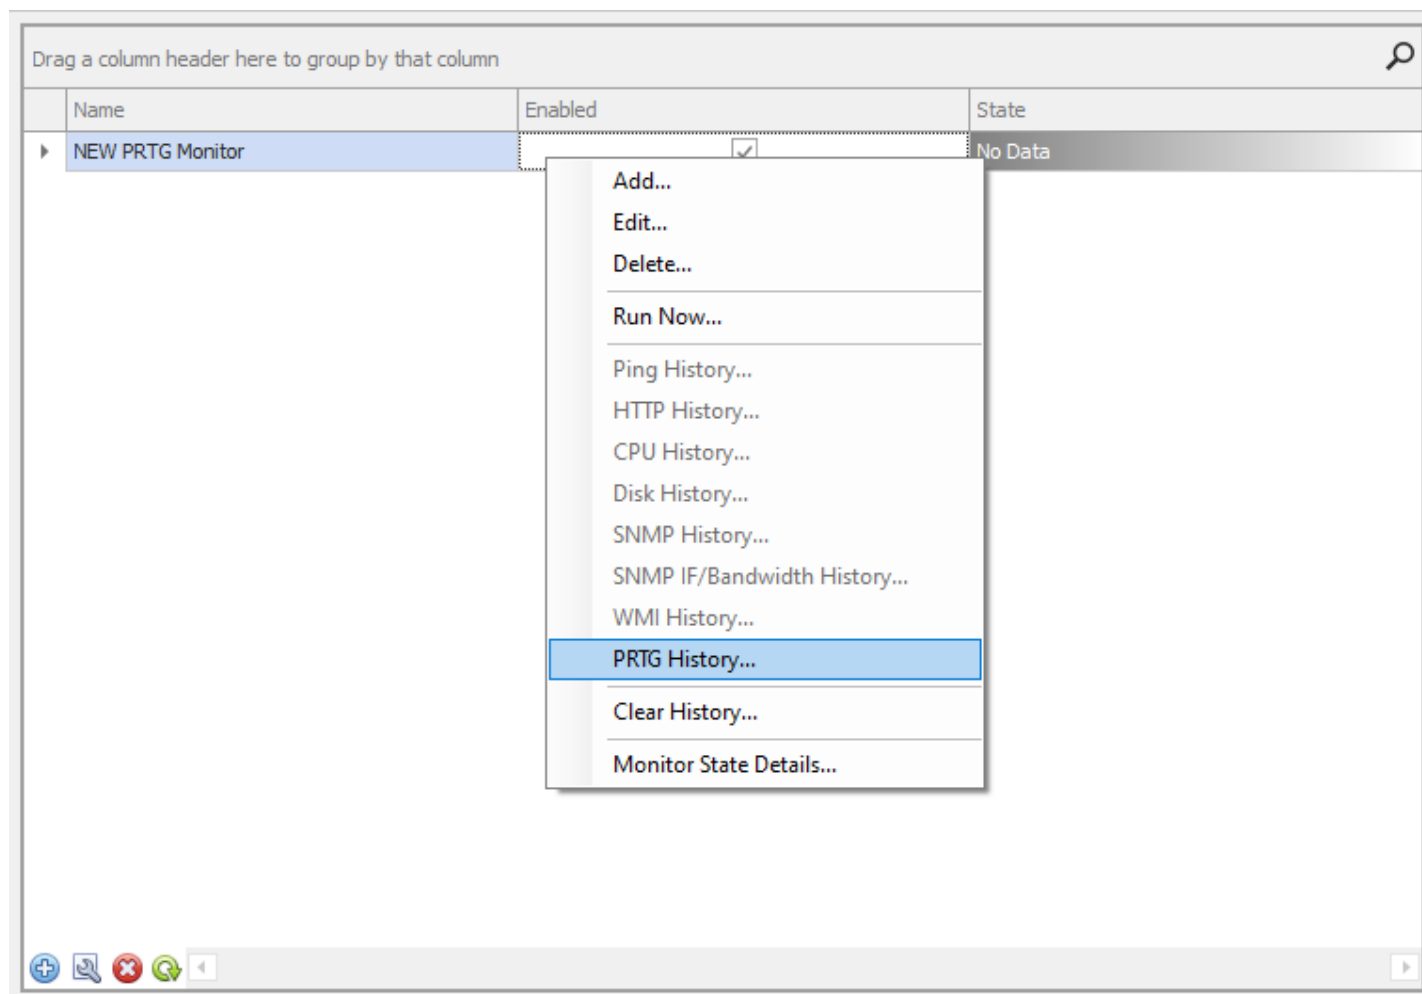 Drag a column header here to group by that column
Name Enabled State
NEW PRTG Monitor No Data
Add...
Edit...
Delete...
Run Now...
Ping History...
HTTP History...
CPU History...
Disk History...
SNMP History...
SNMP IF/Bandwidth History...
WMI History...
PRTG History...
Clear History...
Monitor State Details...